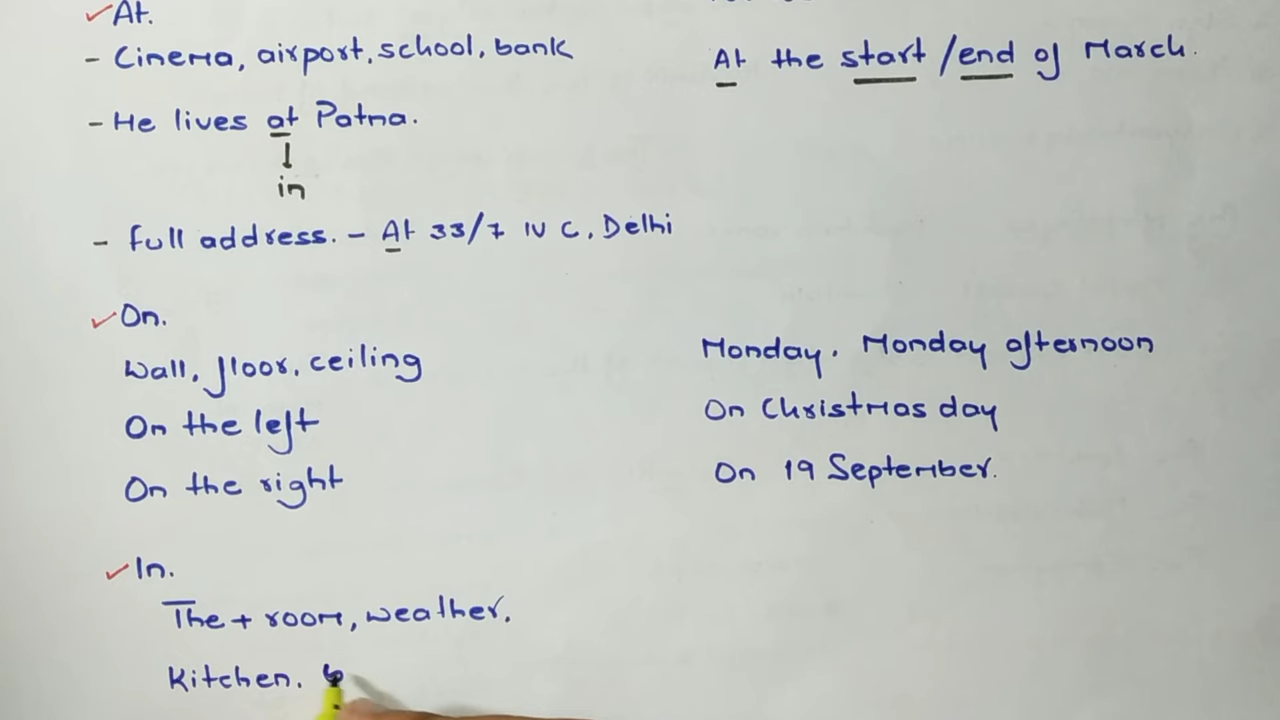 At.
- Cinema, airport, school, bank
At the start /end of March.
- He lives at Patna.
in
- full address. - At 33/7 IV C, Delhi
On.
Wall, floor, ceiling
Monday, Monday afternoon
On the left
On Christmas day
On the right
On 19 September.
In.
The + room, weather,
Kitchen.